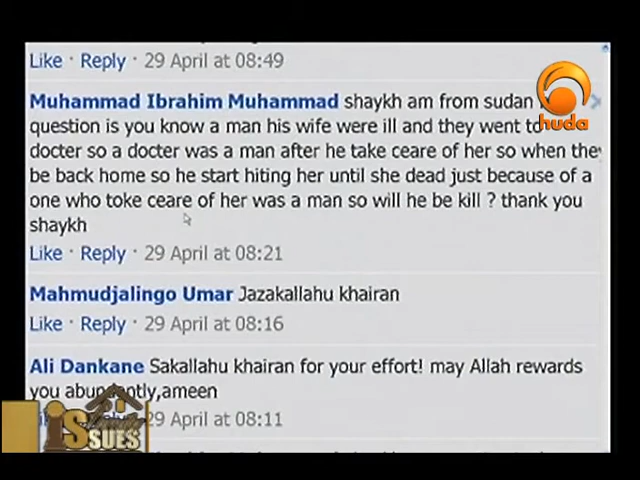 Like · Reply · 29 April at 08:49
huda
Muhammad Ibrahim Muhammad shaykh am from sudan
question is you know a man his wife were ill and they went to
docter so a docter was a man after he take ceare of her so when they
be back home so he start hiting her until she dead just because of a
one who toke ceare of her was a man so will he be kill ? thank you
shaykh
Like · Reply · 29 April at 08:21
Mahmudjalingo Umar Jazakallahu khairan
Like · Reply · 29 April at 08:16
Ali Dankane Sakallahu khairan for your effort! may Allah rewards
you abundantly,ameen
29 April at 08:11
iSSUES